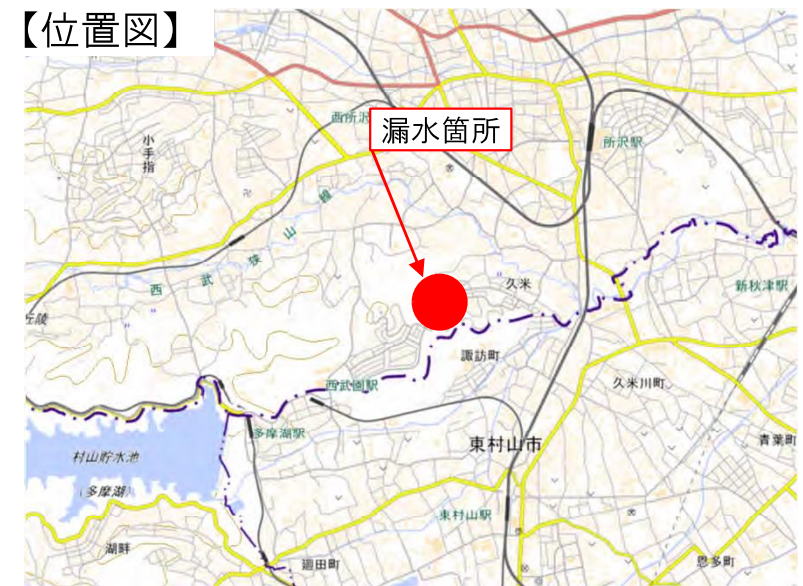 【位置図】
西所沢
漏水箇所
小手指
所沢駅
西武狭山線
久米
新秋津駅
丘陵
諏訪町
西武園駅
久米川町
多摩湖駅
東村山市
青葉町
村山貯水池
（多摩湖）
東村山駅
湖畔
廻田町
恩多町